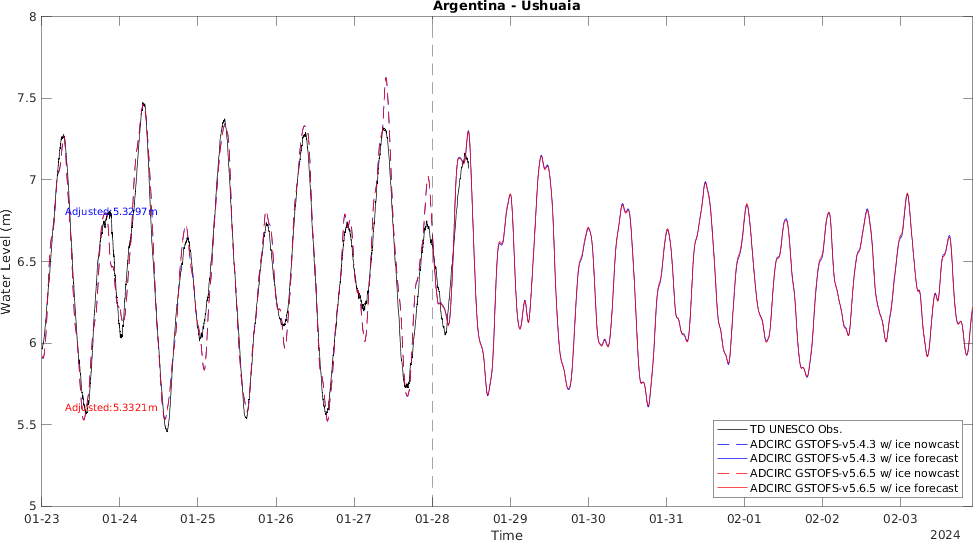 Argentina - Ushuaia
8
7.5
7
6.5
6
5.5
5
Water Level (m)
Adjusted:5.3297m
Adjusted:5.3321m
TD UNESCO Obs.
ADCIRC GSTOFS-v5.4.3 w/ ice nowcast
ADCIRC GSTOFS-v5.4.3 w/ ice forecast
ADCIRC GSTOFS-v5.6.5 w/ ice nowcast
ADCIRC GSTOFS-v5.6.5 w/ ice forecast
01-23 01-24 01-25 01-26 01-27 01-28 01-29 01-30 01-31 02-01 02-02 02-03
Time
2024